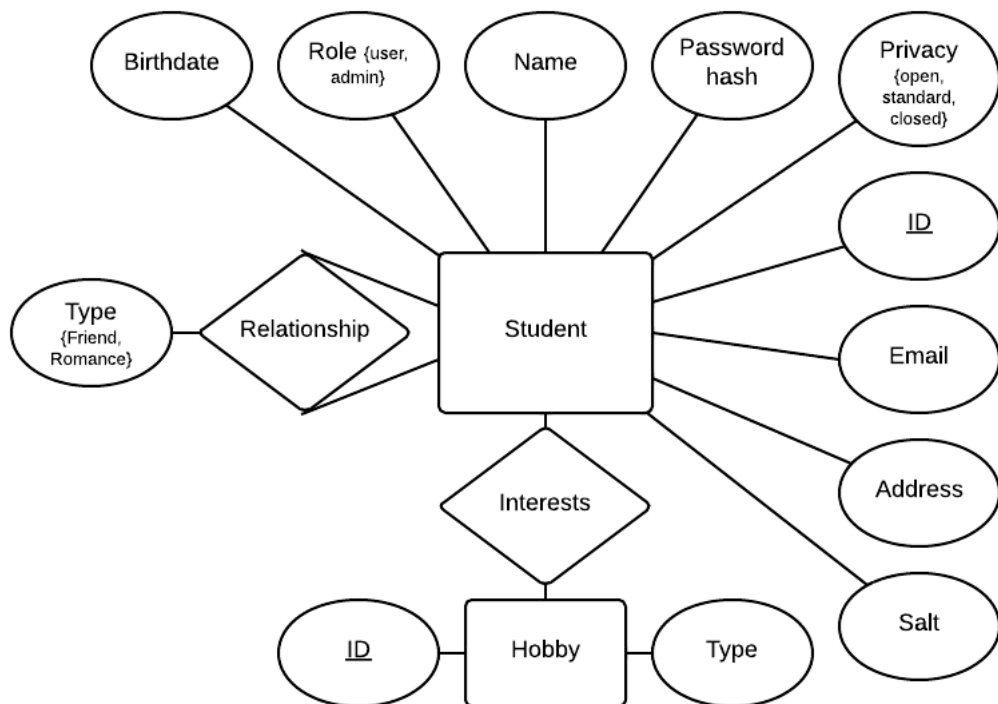 Birthdate
Role {user,
admin}
Name
Password
hash
Privacy
{open,
standard,
closed}
ID
Type
{Friend,
Romance}
Relationship
Student
Email
Address
Interests
Salt
ID
Hobby
Type